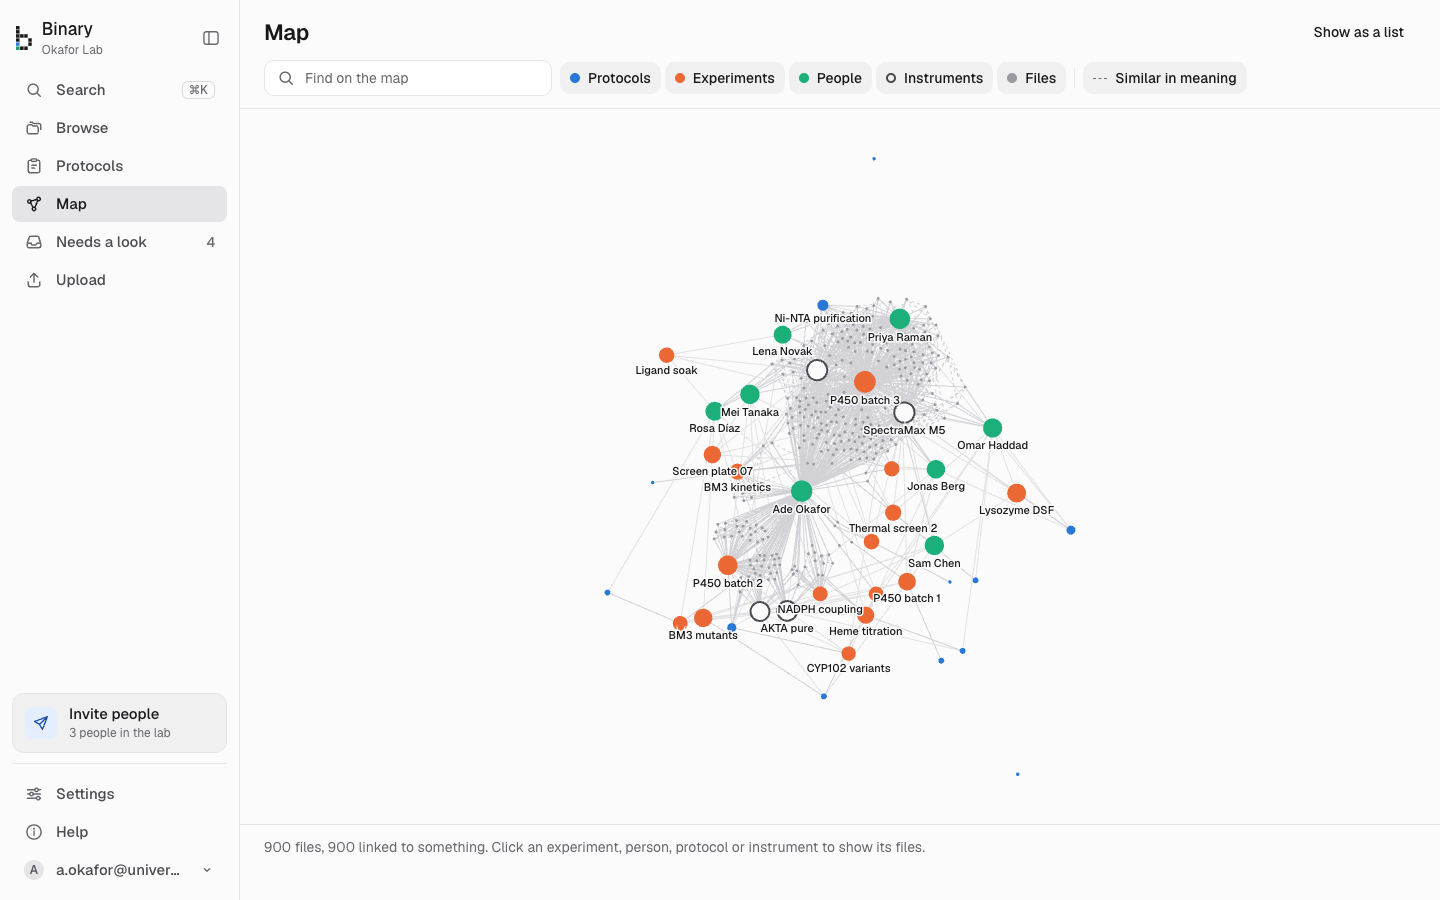 Binary
Okafor Lab
Search
⌘K
Browse
Protocols
Map
Needs a look
4
Upload
Invite people
3 people in the lab
Settings
Help
A
a.okafor@univer...
Map
Show as a list
Find on the map
Protocols
Experiments
People
Instruments
Files
Similar in meaning
Ni-NTA purification
Priya Raman
Lena Novak
Ligand soak
P450 batch 3
Mei Tanaka
Rosa Díaz
SpectraMax M5
Omar Haddad
Screen plate 07
BM3 kinetics
Jonas Berg
Ade Okafor
Lysozyme DSF
Thermal screen 2
Sam Chen
P450 batch 2
P450 batch 1
NADPH coupling
AKTA pure
Heme titration
BM3 mutants
CYP102 variants
900 files, 900 linked to something. Click an experiment, person, protocol or instrument to show its files.